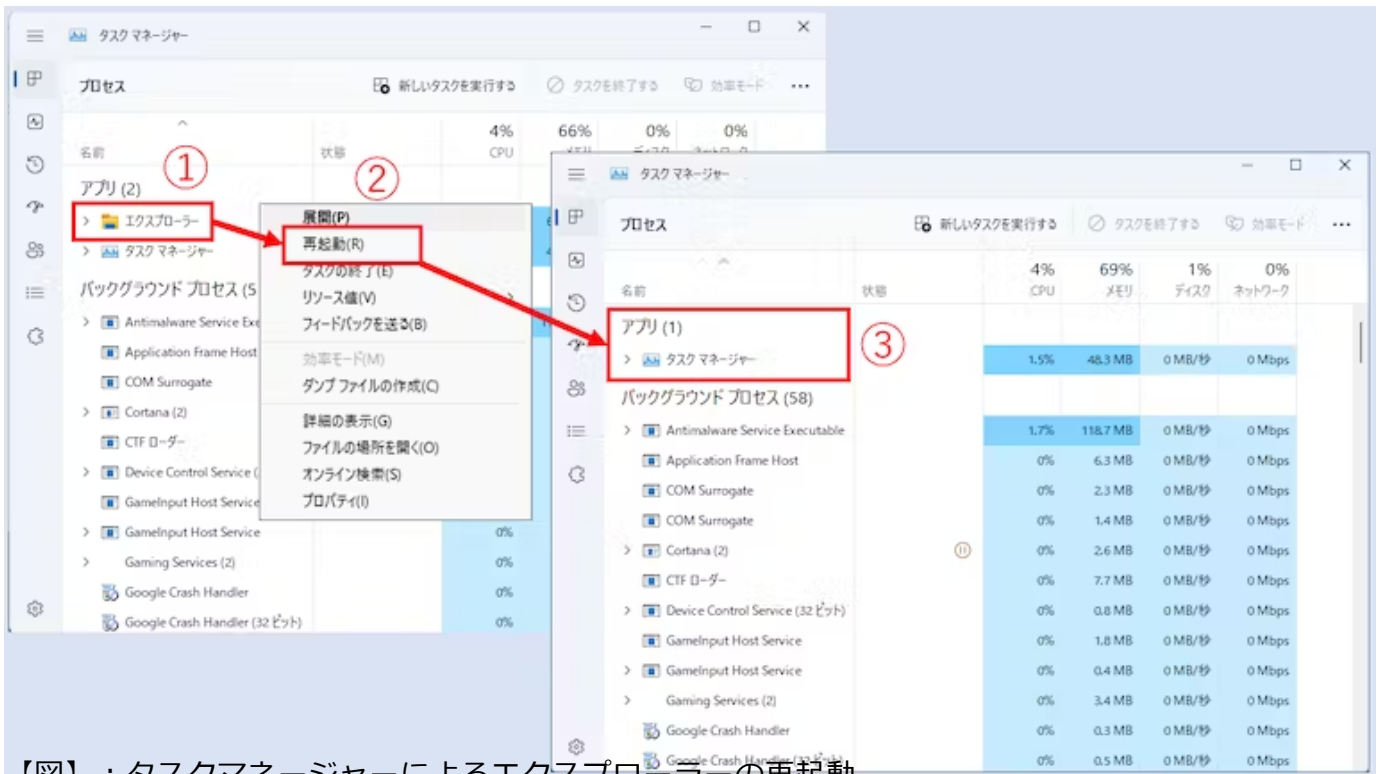 タスク マネージャー
プロセス
新しいタスクを実行する タスクを終了する 効率モード …
4% 66% 0% 0%
名前 状態 CPU
① ②
アプリ (2)
エクスプローラー
タスク マネージャー
バックグラウンド プロセス (5
Antimalware Service Exe
Application Frame Host
COM Surrogate
Cortana (2)
CTF ローダー
Device Control Service (
GameInput Host Service
GameInput Host Service 0%
Gaming Services (2) 0%
Google Crash Handler 0%
Google Crash Handler (32 ビット) 0%
展開(P)
再起動(R)
タスクの終了(E)
リソース値(V)
フィードバックを送る(B)
効率モード(M)
ダンプ ファイルの作成(C)
詳細の表示(G)
ファイルの場所を開く(O)
オンライン検索(S)
プロパティ(I)
タスク マネージャー
プロセス
新しいタスクを実行する タスクを終了する 効率モード …
4% 69% 1% 0%
名前 状態 CPU メモリ ディスク ネットワーク
アプリ (1)
③
タスク マネージャー 1.5% 48.3 MB 0 MB/秒 0 Mbps
バックグラウンド プロセス (58)
Antimalware Service Executable 1.7% 118.7 MB 0 MB/秒 0 Mbps
Application Frame Host 0% 6.3 MB 0 MB/秒 0 Mbps
COM Surrogate 0% 2.3 MB 0 MB/秒 0 Mbps
COM Surrogate 0% 1.4 MB 0 MB/秒 0 Mbps
Cortana (2) 0% 2.6 MB 0 MB/秒 0 Mbps
CTF ローダー 0% 7.7 MB 0 MB/秒 0 Mbps
Device Control Service (32 ビット) 0% 0.8 MB 0 MB/秒 0 Mbps
GameInput Host Service 0% 1.8 MB 0 MB/秒 0 Mbps
GameInput Host Service 0% 0.4 MB 0 MB/秒 0 Mbps
Gaming Services (2) 0% 3.4 MB 0 MB/秒 0 Mbps
Google Crash Handler 0% 0.3 MB 0 MB/秒 0 Mbps
Google Crash Handler (32 ビット) 0% 0.5 MB 0 MB/秒 0 Mbps
【図】：タスクマネージャーによるエクスプローラーの再起動